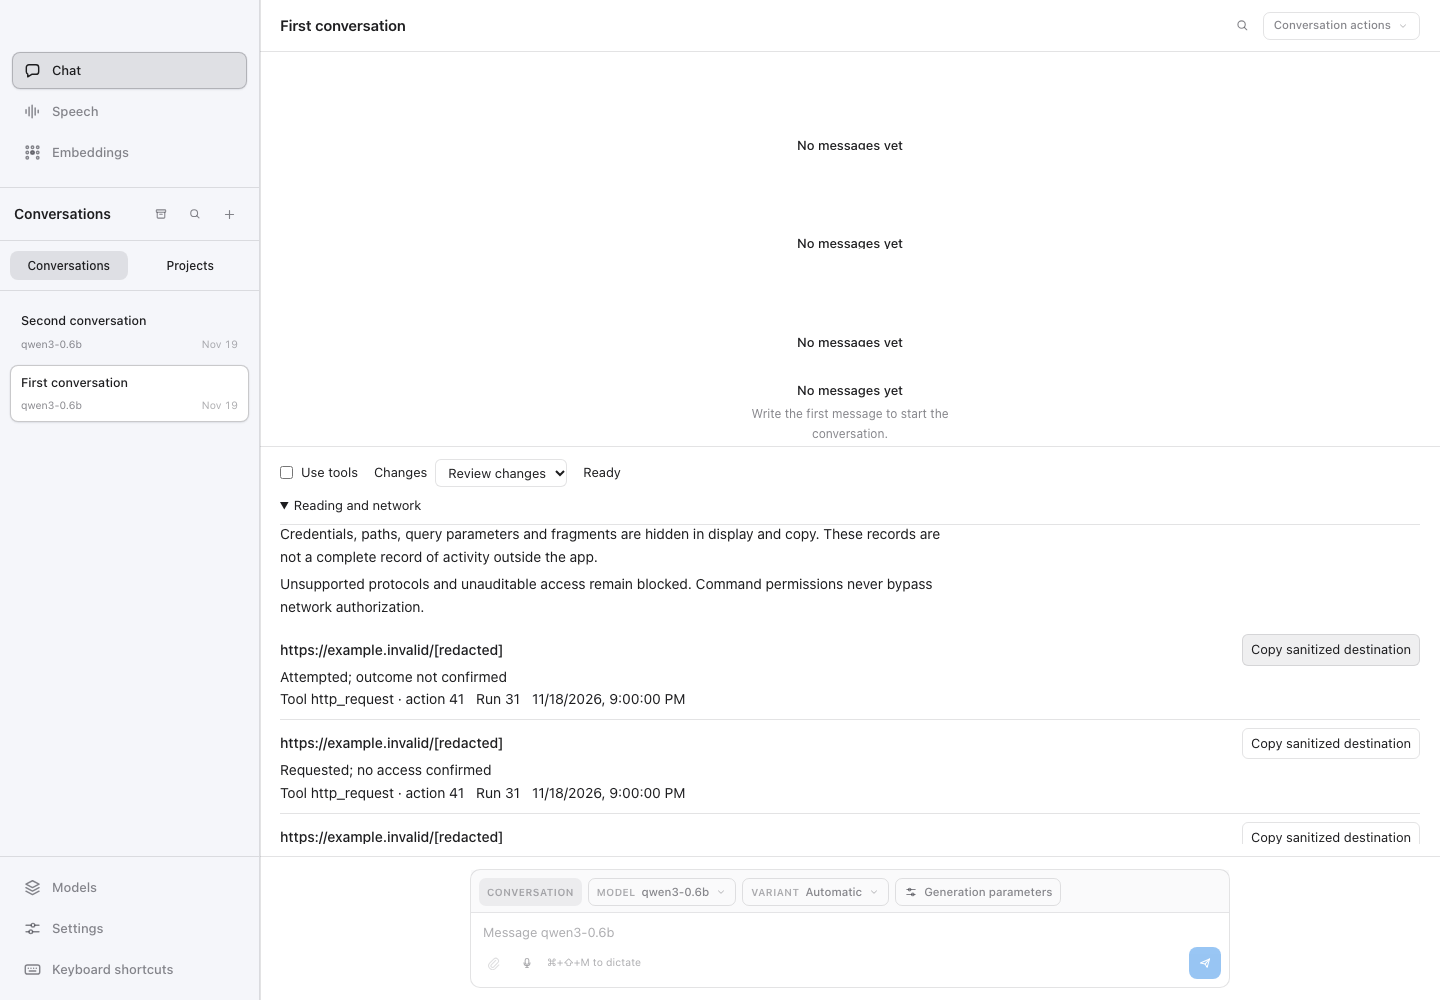 Chat
Speech
Embeddings
Conversations
Conversations
Projects
Second conversation
qwen3-0.6b
Nov 19
First conversation
qwen3-0.6b
Nov 19
Models
Settings
Keyboard shortcuts
First conversation
Conversation actions
No messages yet
No messages yet
No messages yet
No messages yet
Write the first message to start the
conversation.
Use tools
Changes
Review changes
Ready
Reading and network
Credentials, paths, query parameters and fragments are hidden in display and copy. These records are
not a complete record of activity outside the app.
Unsupported protocols and unauditable access remain blocked. Command permissions never bypass
network authorization.
https://example.invalid/[redacted]
Copy sanitized destination
Attempted; outcome not confirmed
Tool http_request · action 41 Run 31 11/18/2026, 9:00:00 PM
https://example.invalid/[redacted]
Copy sanitized destination
Requested; no access confirmed
Tool http_request · action 41 Run 31 11/18/2026, 9:00:00 PM
https://example.invalid/[redacted]
Copy sanitized destination
CONVERSATION
MODEL qwen3-0.6b
VARIANT Automatic
Generation parameters
Message qwen3-0.6b
⌘+⇧+M to dictate